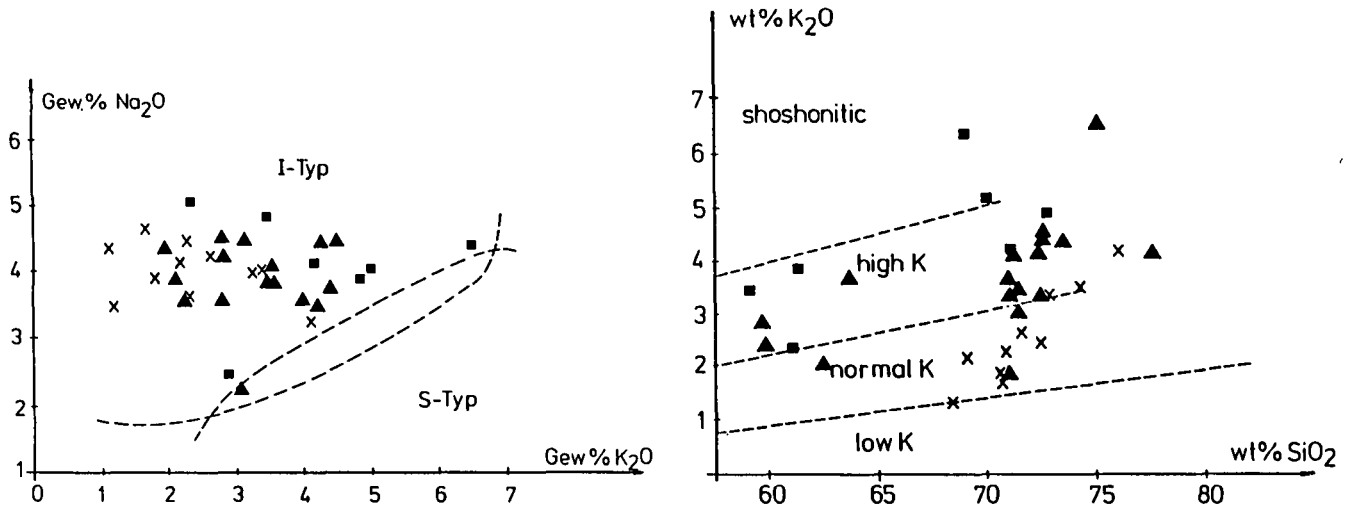 Gew.% Na2O
6
5
4
3
2
1
I-Typ
S-Typ
Gew% K2O
0 1 2 3 4 5 6 7
wt% K2O
7
6
5
4
3
2
1
shoshonitic
high K
normal K
low K
wt% SiO2
60 65 70 75 80